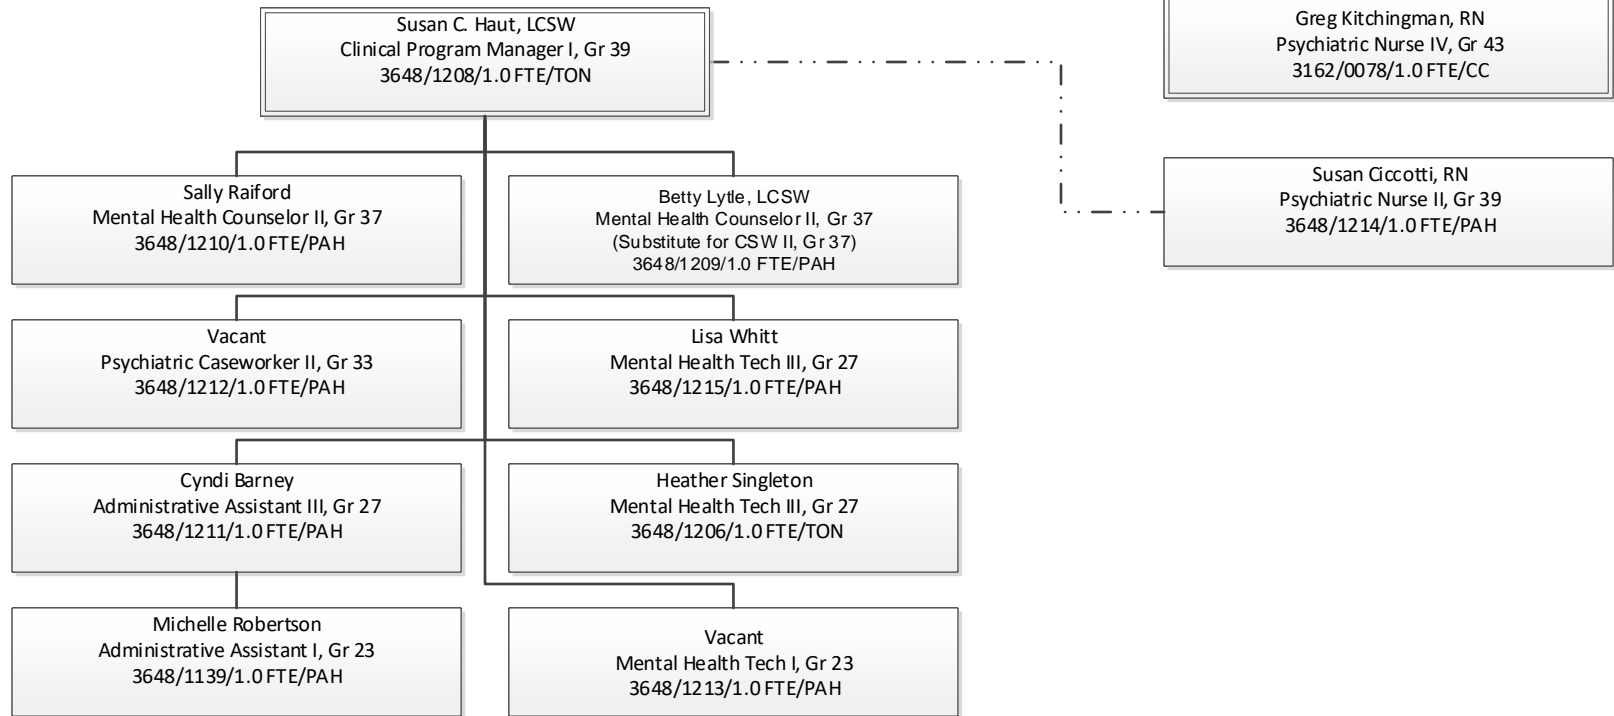 Susan C. Haut, LCSW
Clinical Program Manager I, Gr 39
3648/1208/1.0 FTE/TON
Greg Kitchingman, RN
Psychiatric Nurse IV, Gr 43
3162/0078/1.0 FTE/CC
Susan Ciccotti, RN
Psychiatric Nurse II, Gr 39
3648/1214/1.0 FTE/PAH
Sally Raiford
Mental Health Counselor II, Gr 37
3648/1210/1.0 FTE/PAH
Betty Lytle, LCSW
Mental Health Counselor II, Gr 37
(Substitute for CSW II, Gr 37)
3648/1209/1.0 FTE/PAH
Vacant
Psychiatric Caseworker II, Gr 33
3648/1212/1.0 FTE/PAH
Lisa Whitt
Mental Health Tech III, Gr 27
3648/1215/1.0 FTE/PAH
Cyndi Barney
Administrative Assistant III, Gr 27
3648/1211/1.0 FTE/PAH
Heather Singleton
Mental Health Tech III, Gr 27
3648/1206/1.0 FTE/TON
Michelle Robertson
Administrative Assistant I, Gr 23
3648/1139/1.0 FTE/PAH
Vacant
Mental Health Tech I, Gr 23
3648/1213/1.0 FTE/PAH